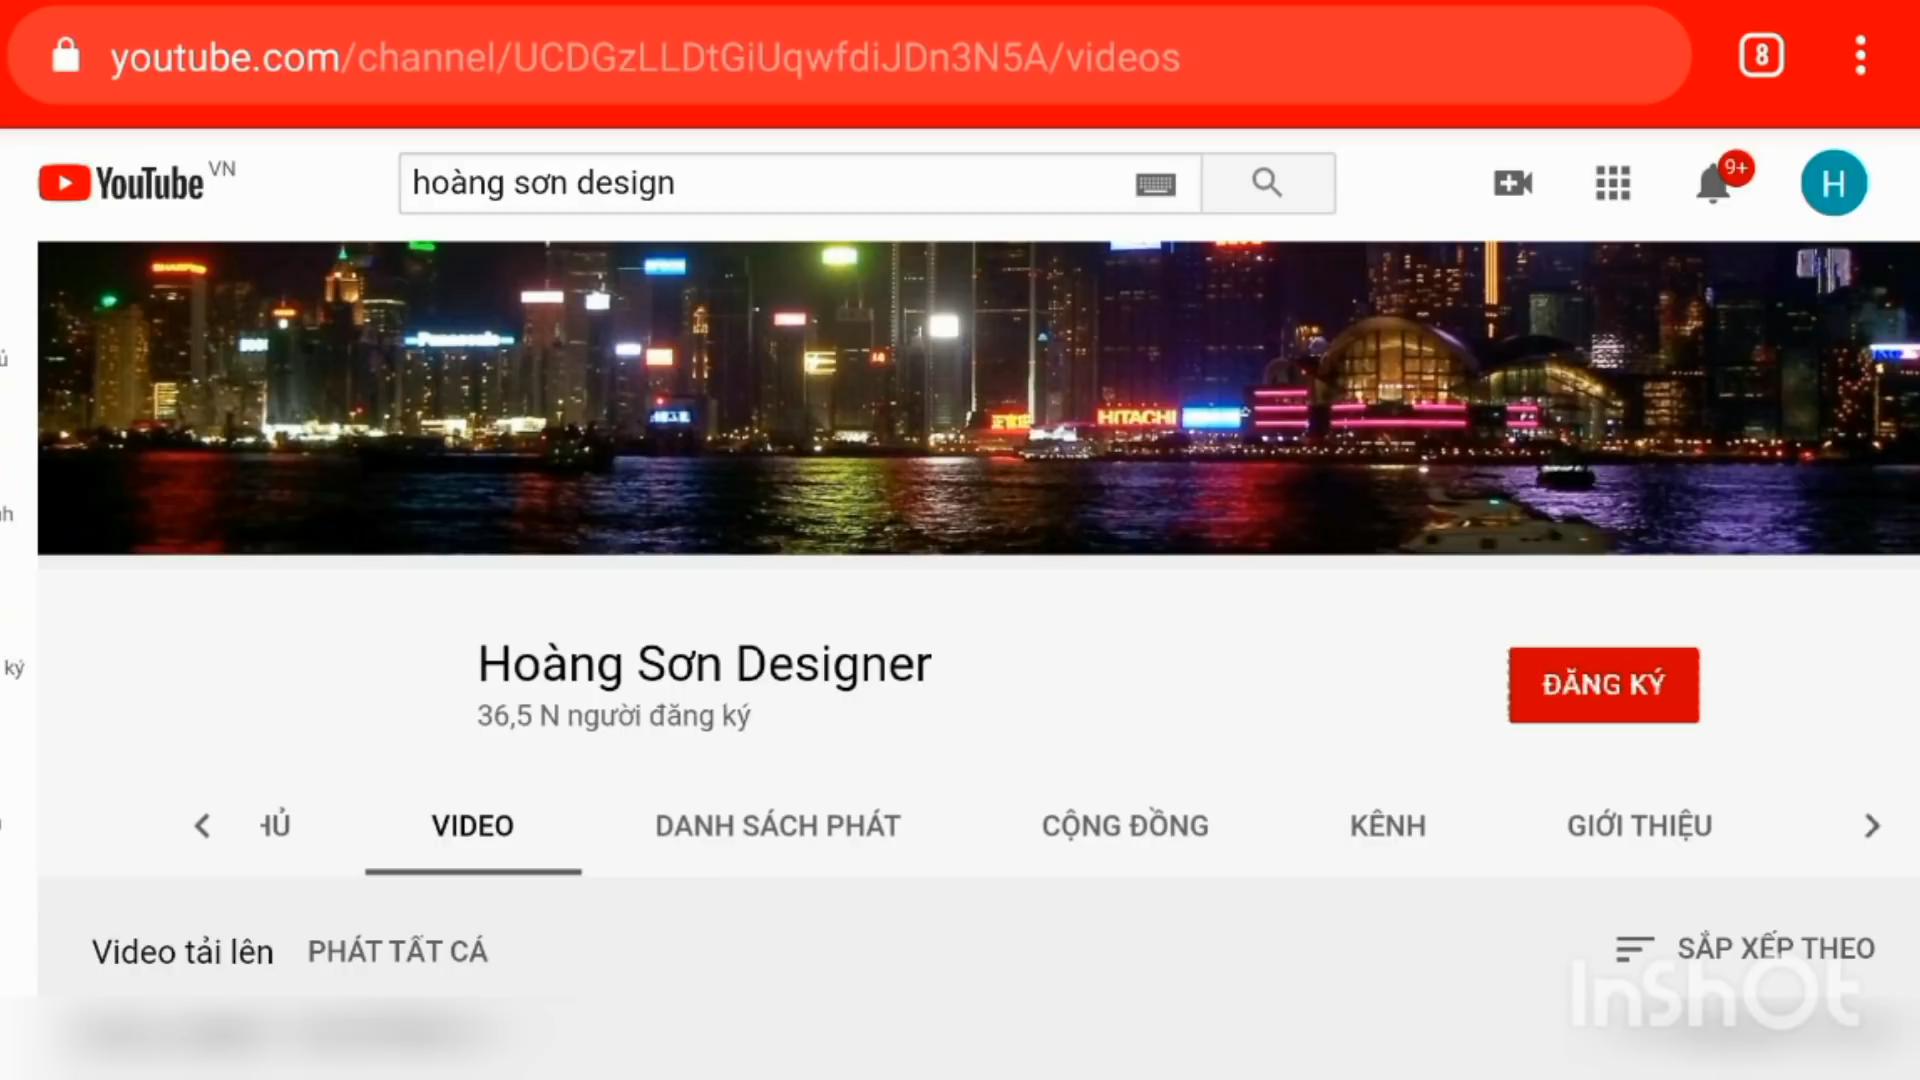 youtube.com/channel/UCDGzLLDtGiUqwfdiJDn3N5A/videos
8
YouTube VN
hoàng sơn design
9+
H
Panasonic
HITACHI
Hoàng Sơn Designer
36,5 N người đăng ký
ĐĂNG KÝ
ký
VIDEO
DANH SÁCH PHÁT
CỘNG ĐỒNG
KÊNH
GIỚI THIỆU
Video tải lên
PHÁT TẤT CẢ
SẮP XẾP THEO
InShOt